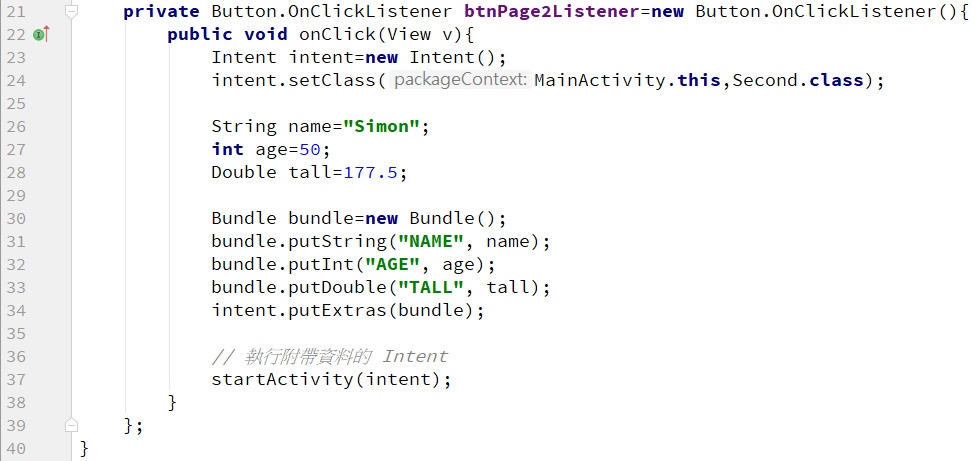 21 private Button.OnClickListener btnPage2Listener=new Button.OnClickListener(){
22 public void onClick(View v){
23 Intent intent=new Intent();
24 intent.setClass( packageContext: MainActivity.this,Second.class);
25
26 String name="Simon";
27 int age=50;
28 Double tall=177.5;
29
30 Bundle bundle=new Bundle();
31 bundle.putString("NAME", name);
32 bundle.putInt("AGE", age);
33 bundle.putDouble("TALL", tall);
34 intent.putExtras(bundle);
35
36 // 執行附帶資料的 Intent
37 startActivity(intent);
38 }
39 };
40 }